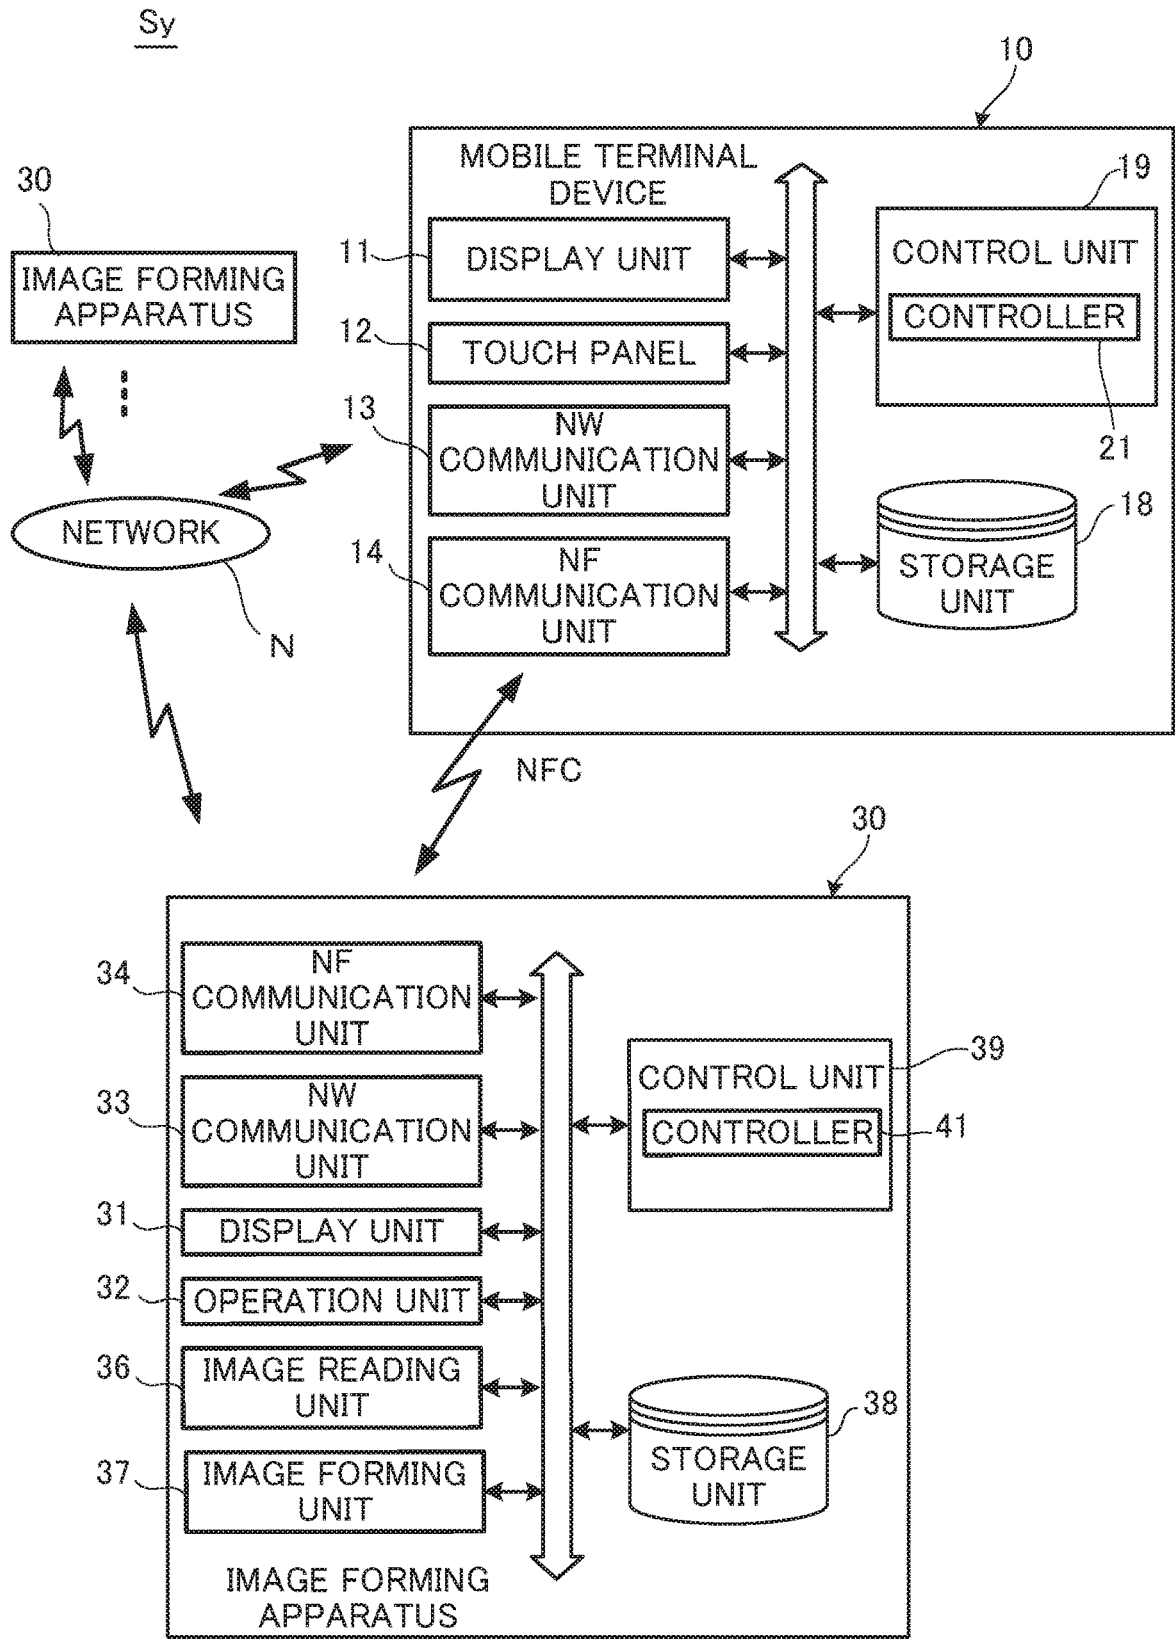 Sy
10
MOBILE TERMINAL
DEVICE
19
30
11
DISPLAY UNIT
CONTROL UNIT
IMAGE FORMING
APPARATUS
CONTROLLER
12
TOUCH PANEL
13
NW
COMMUNICATION
UNIT
21
NETWORK
18
14
NF
COMMUNICATION
UNIT
STORAGE
UNIT
N
NFC
30
34
NF
COMMUNICATION
UNIT
39
CONTROL UNIT
33
NW
COMMUNICATION
UNIT
CONTROLLER
41
31
DISPLAY UNIT
32
OPERATION UNIT
36
IMAGE READING
UNIT
38
37
IMAGE FORMING
UNIT
STORAGE
UNIT
IMAGE FORMING
APPARATUS